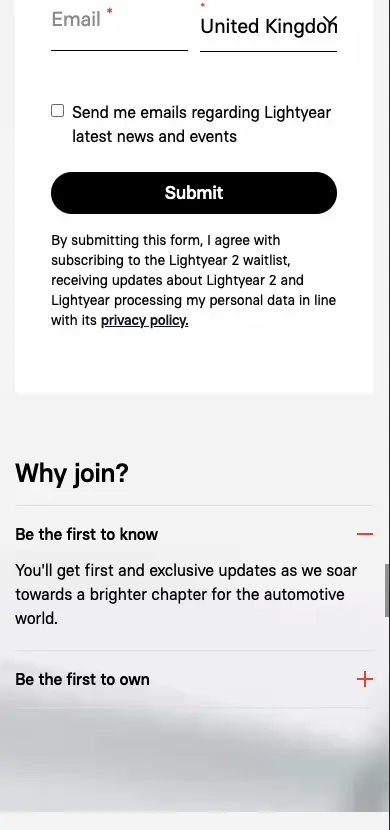 Email *
*
United Kingdon
Send me emails regarding Lightyear
latest news and events
Submit
By submitting this form, I agree with
subscribing to the Lightyear 2 waitlist,
receiving updates about Lightyear 2 and
Lightyear processing my personal data in line
with its privacy policy.
Why join?
Be the first to know
You'll get first and exclusive updates as we soar
towards a brighter chapter for the automotive
world.
Be the first to own